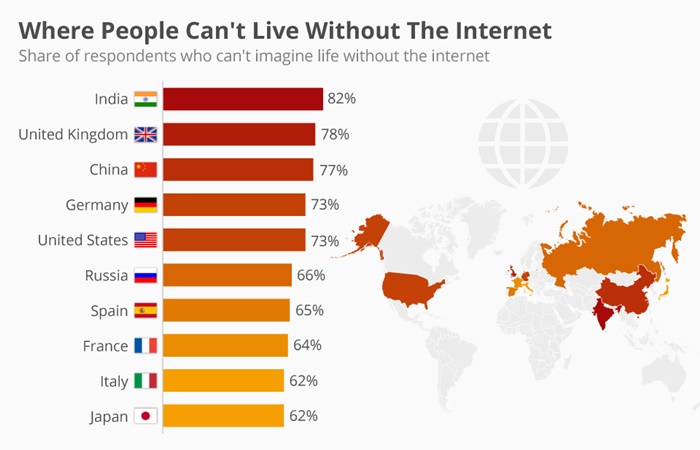 Where People Can't Live Without The Internet
Share of respondents who can't imagine life without the internet
India 82%
United Kingdom 78%
China 77%
Germany 73%
United States 73%
Russia 66%
Spain 65%
France 64%
Italy 62%
Japan 62%